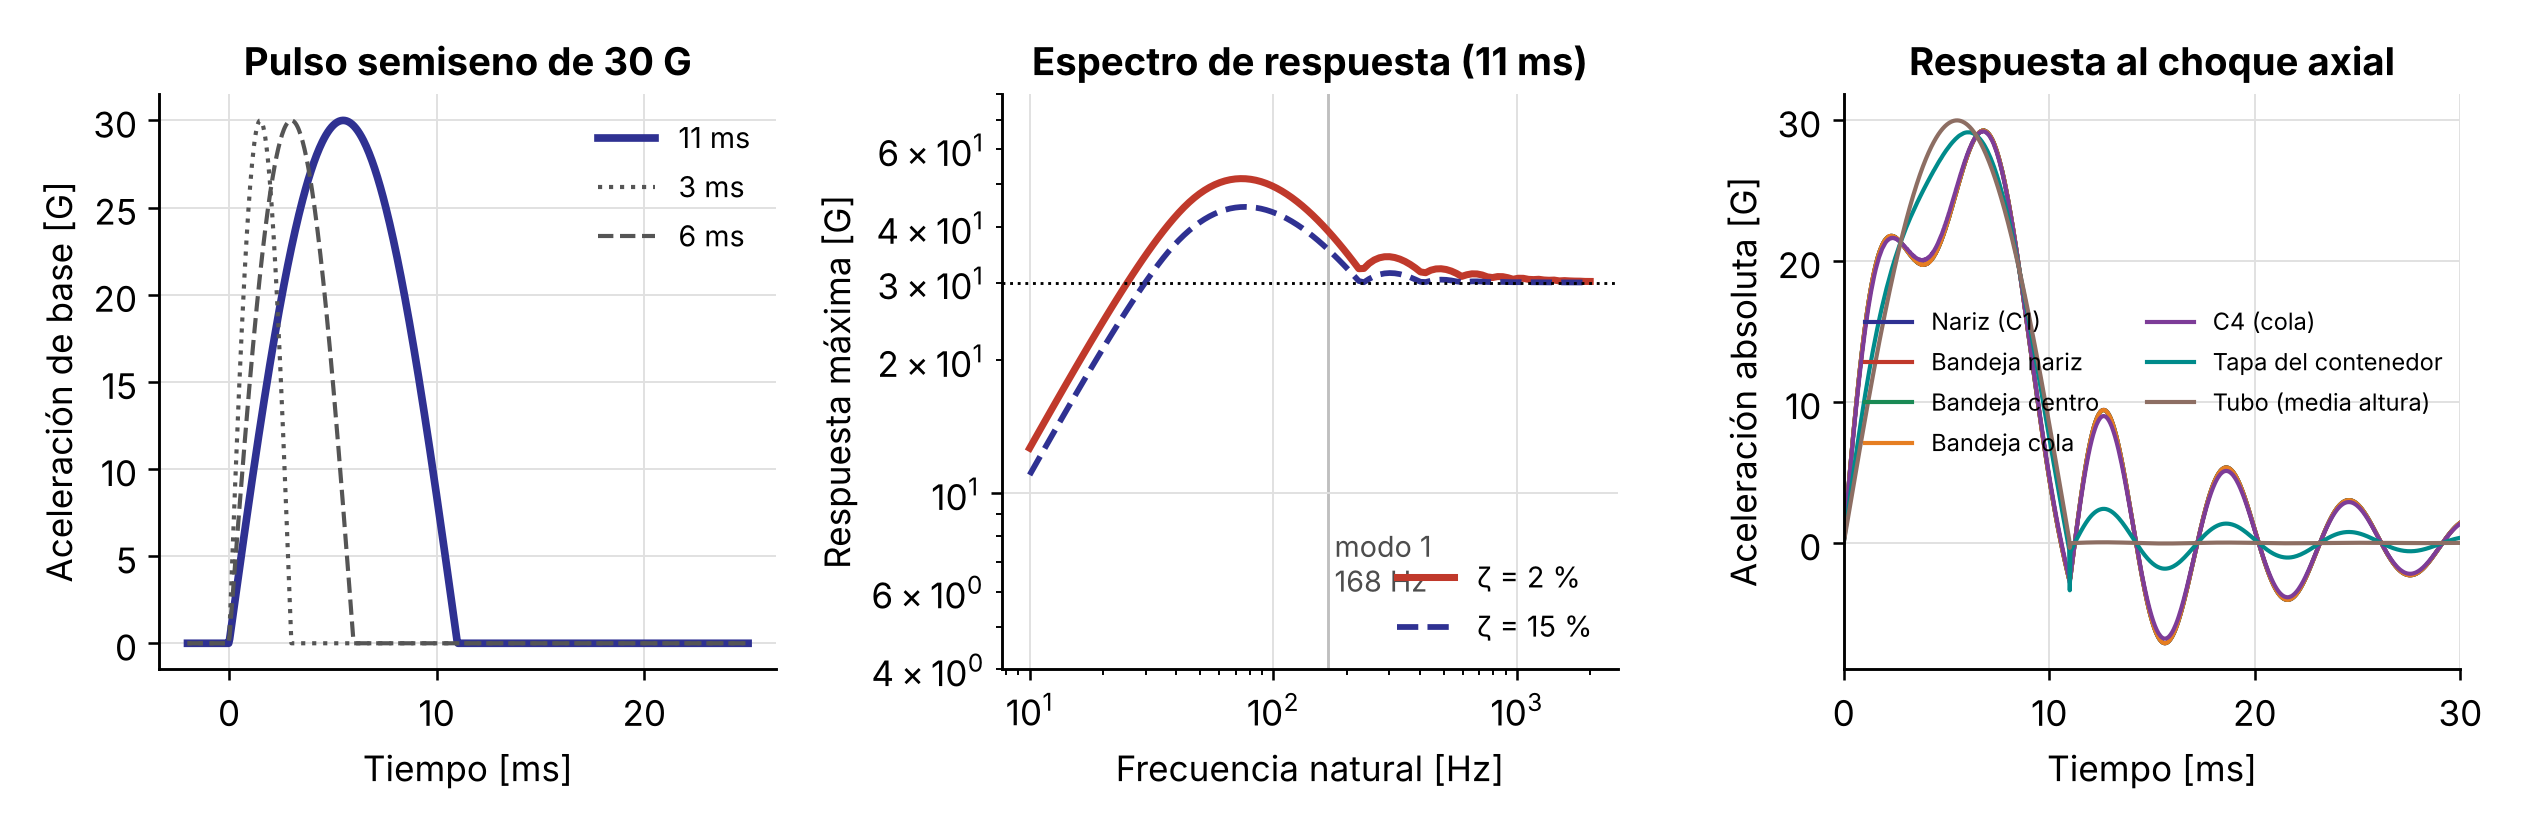 Pulso semiseno de 30 G
Aceleración de base [G]
30
25
20
15
10
5
0
0
10
20
Tiempo [ms]
11 ms
3 ms
6 ms
Espectro de respuesta (11 ms)
Respuesta máxima [G]
6 × 10¹
4 × 10¹
3 × 10¹
2 × 10¹
10¹
6 × 10⁰
4 × 10⁰
10¹
10²
10³
Frecuencia natural [Hz]
modo 1
168 Hz
ζ = 2 %
ζ = 15 %
Respuesta al choque axial
Aceleración absoluta [G]
30
20
10
0
0
10
20
30
Tiempo [ms]
Nariz (C1)
Bandeja nariz
Bandeja centro
Bandeja cola
C4 (cola)
Tapa del contenedor
Tubo (media altura)